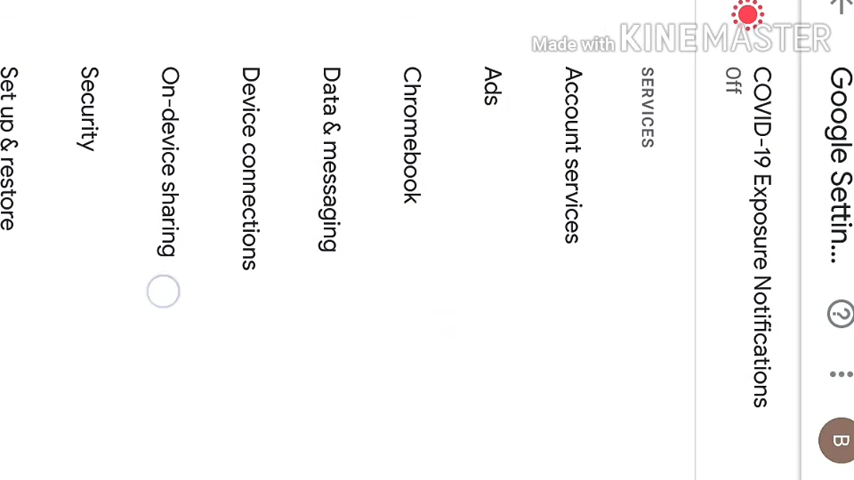 Google Settin...
B
COVID-19 Exposure Notifications
Off
SERVICES
Account services
Ads
Chromebook
Data & messaging
Device connections
On-device sharing
Security
Set up & restore
Made with KINEMASTER